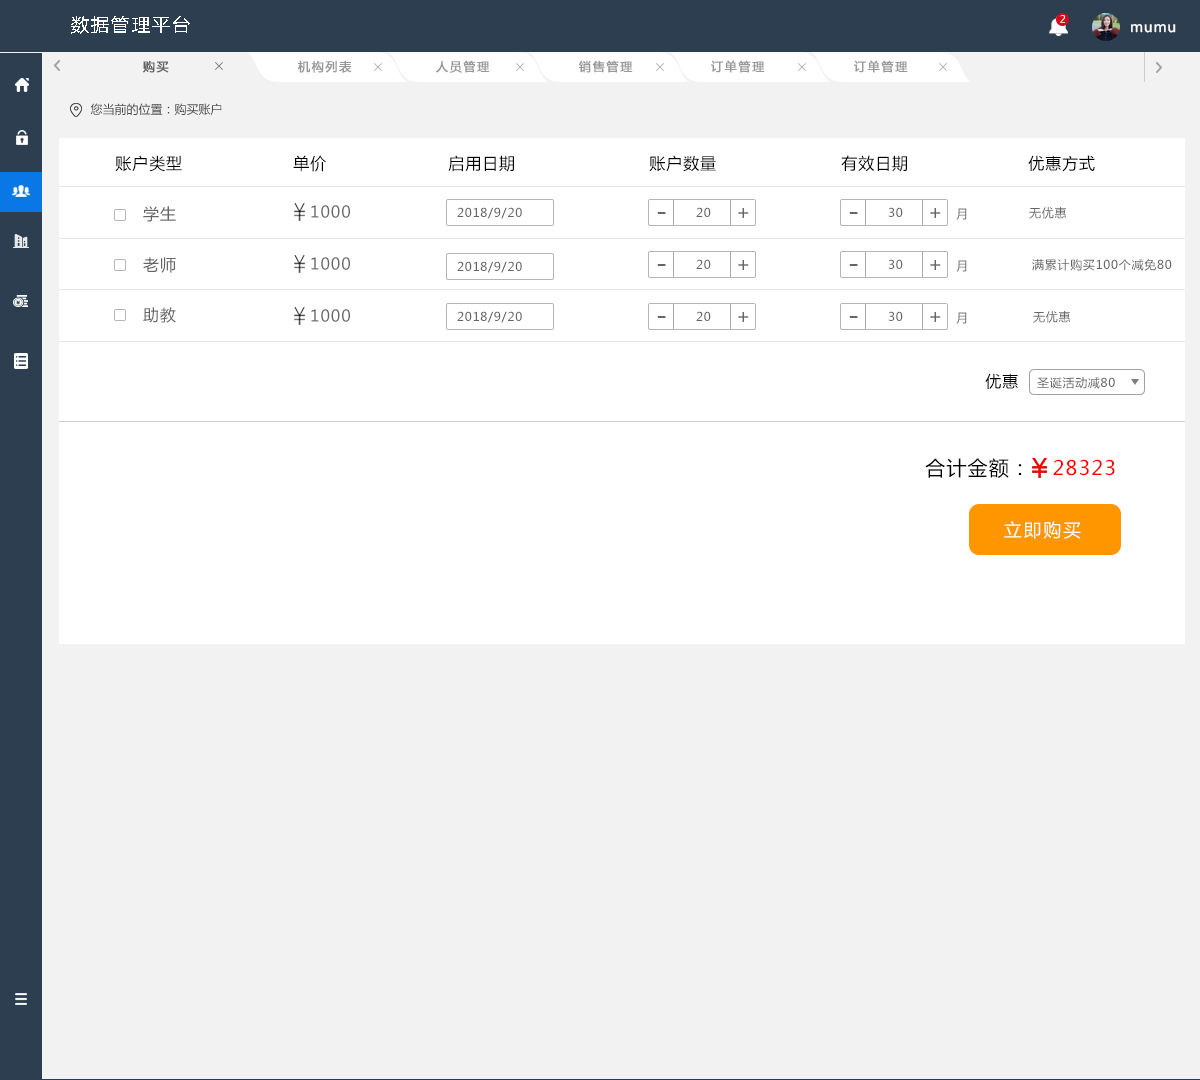 数据管理平台
2
mumu
购买 × 机构列表 × 人员管理 × 销售管理 × 订单管理 × 订单管理 ×
您当前的位置：购买账户
账户类型 单价 启用日期 账户数量 有效日期 优惠方式
学生 ￥1000 2018/9/20 − 20 + − 30 + 月 无优惠
老师 ￥1000 2018/9/20 − 20 + − 30 + 月 满累计购买100个减免80
助教 ￥1000 2018/9/20 − 20 + − 30 + 月 无优惠
优惠 圣诞活动减80
合计金额：￥28323
立即购买